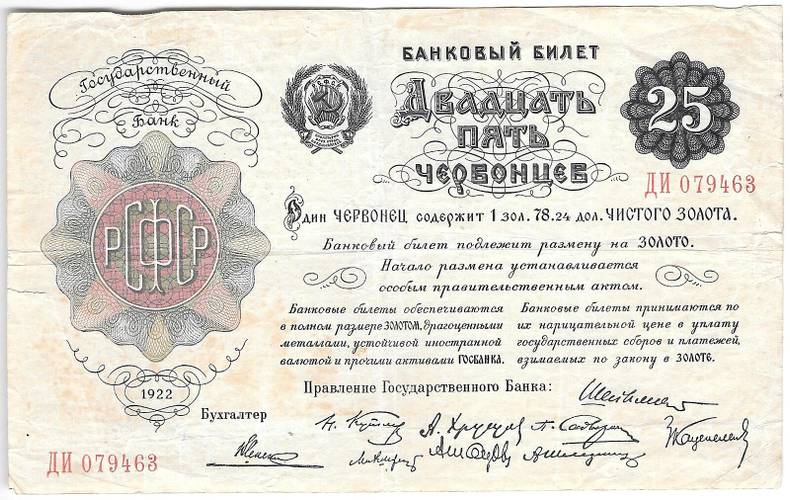 Государственный
Банк
РСФСР
1922
БАНКОВЫЙ БИЛЕТ
ДВАДЦАТЬ
ПЯТЬ
ЧЕРВОНЦЕВ
25
ДИ 079463
Один ЧЕРВОНЕЦ содержит 1 зол. 78.24 дол. ЧИСТОГО ЗОЛОТА.
Банковый билет подлежит размену на ЗОЛОТО.
Начало размена устанавливается
особым правительственным актом.
Банковые билеты обеспечиваются
в полном размере ЗОЛОТОМ, драгоценными
металлами, устойчивой иностранной
валютой и прочими активами ГОСБАНКА.
Банковые билеты принимаются по
их нарицательной цене в уплату
государственных сборов и платежей,
взимаемых по закону в ЗОЛОТЕ.
Правление Государственного Банка:
Бухгалтер
ДИ 079463